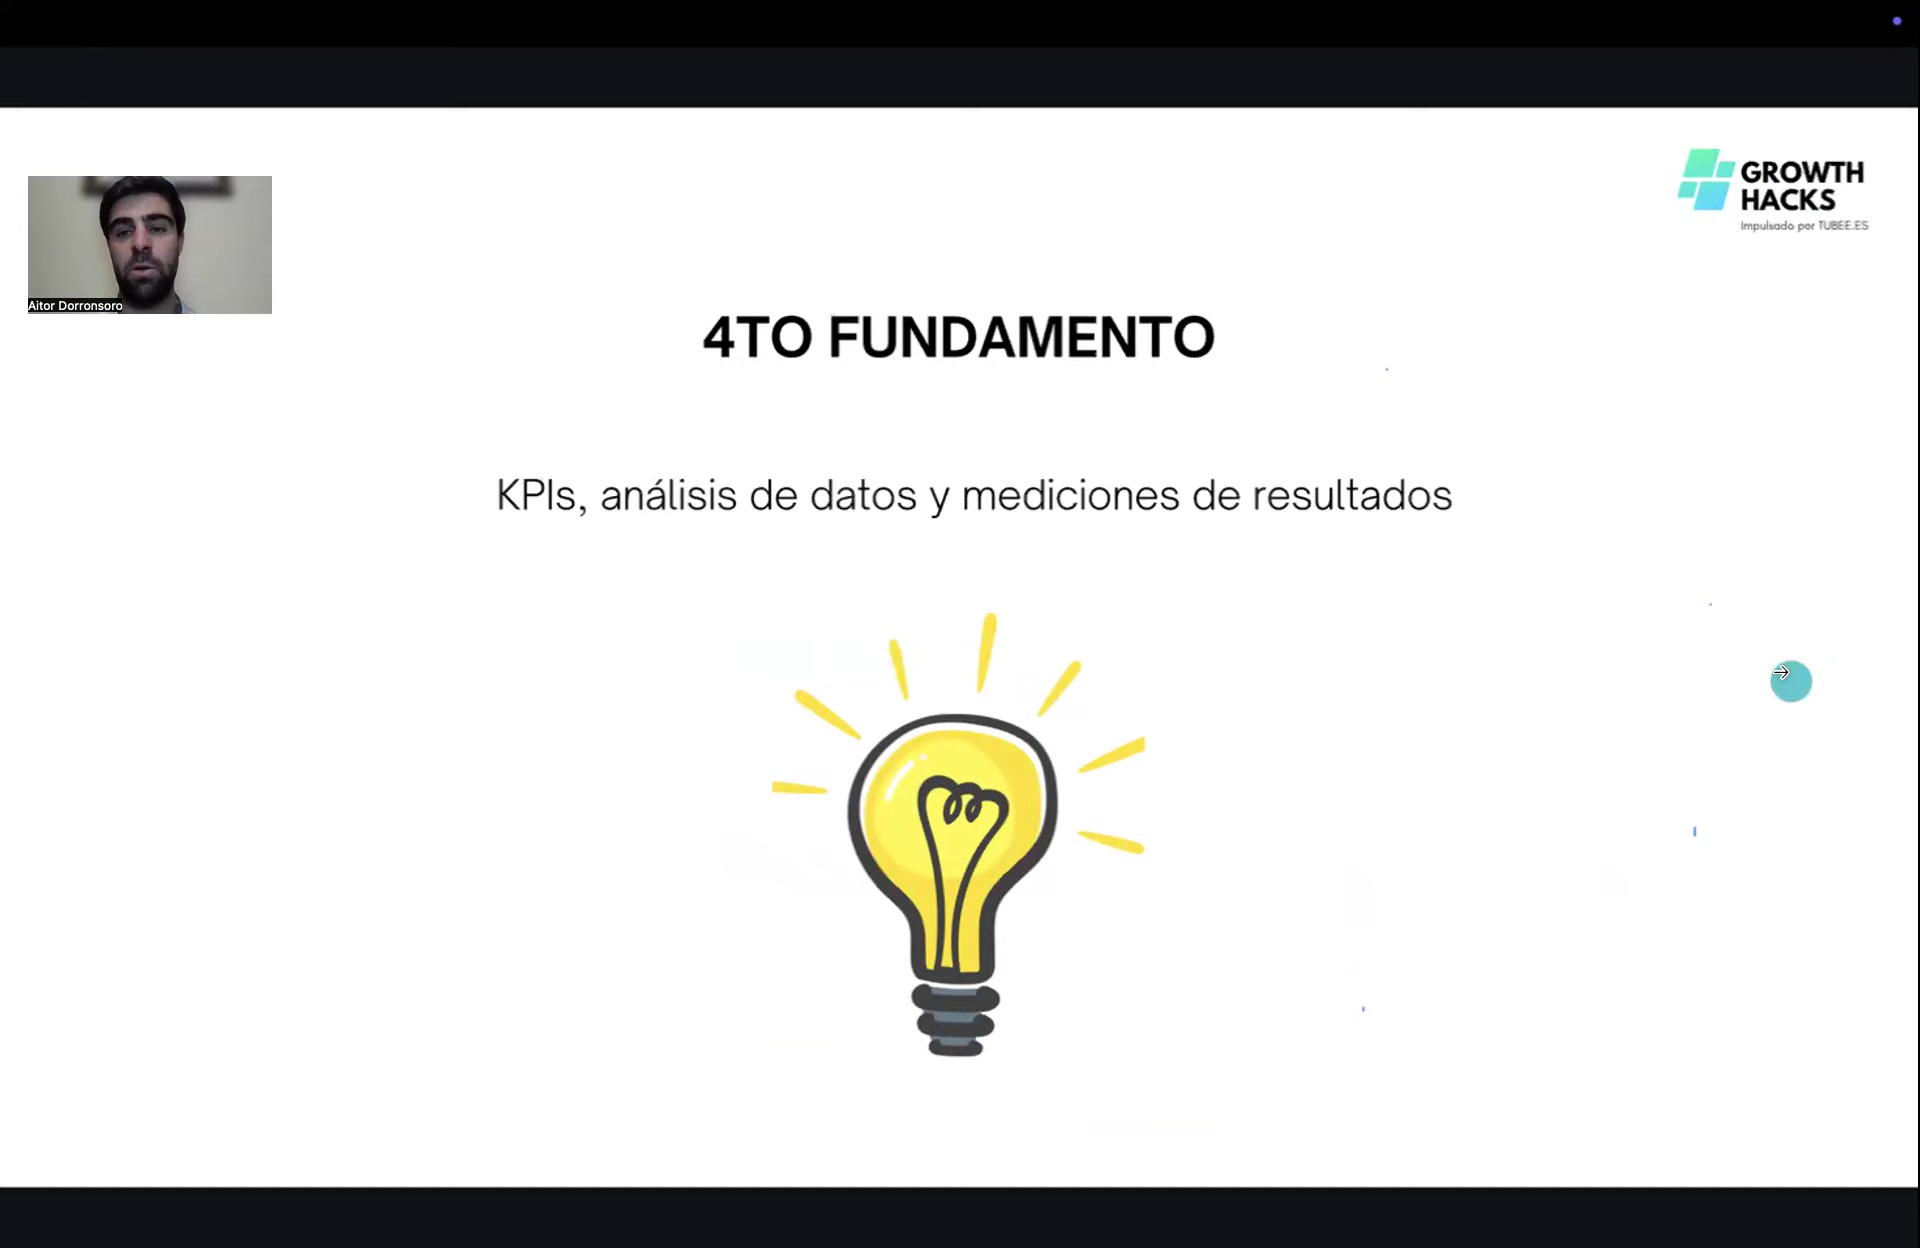 GROWTH
HACKS
Impulsado por TUBEE.ES
Aitor Dorronsoro
4TO FUNDAMENTO
KPIs, análisis de datos y mediciones de resultados